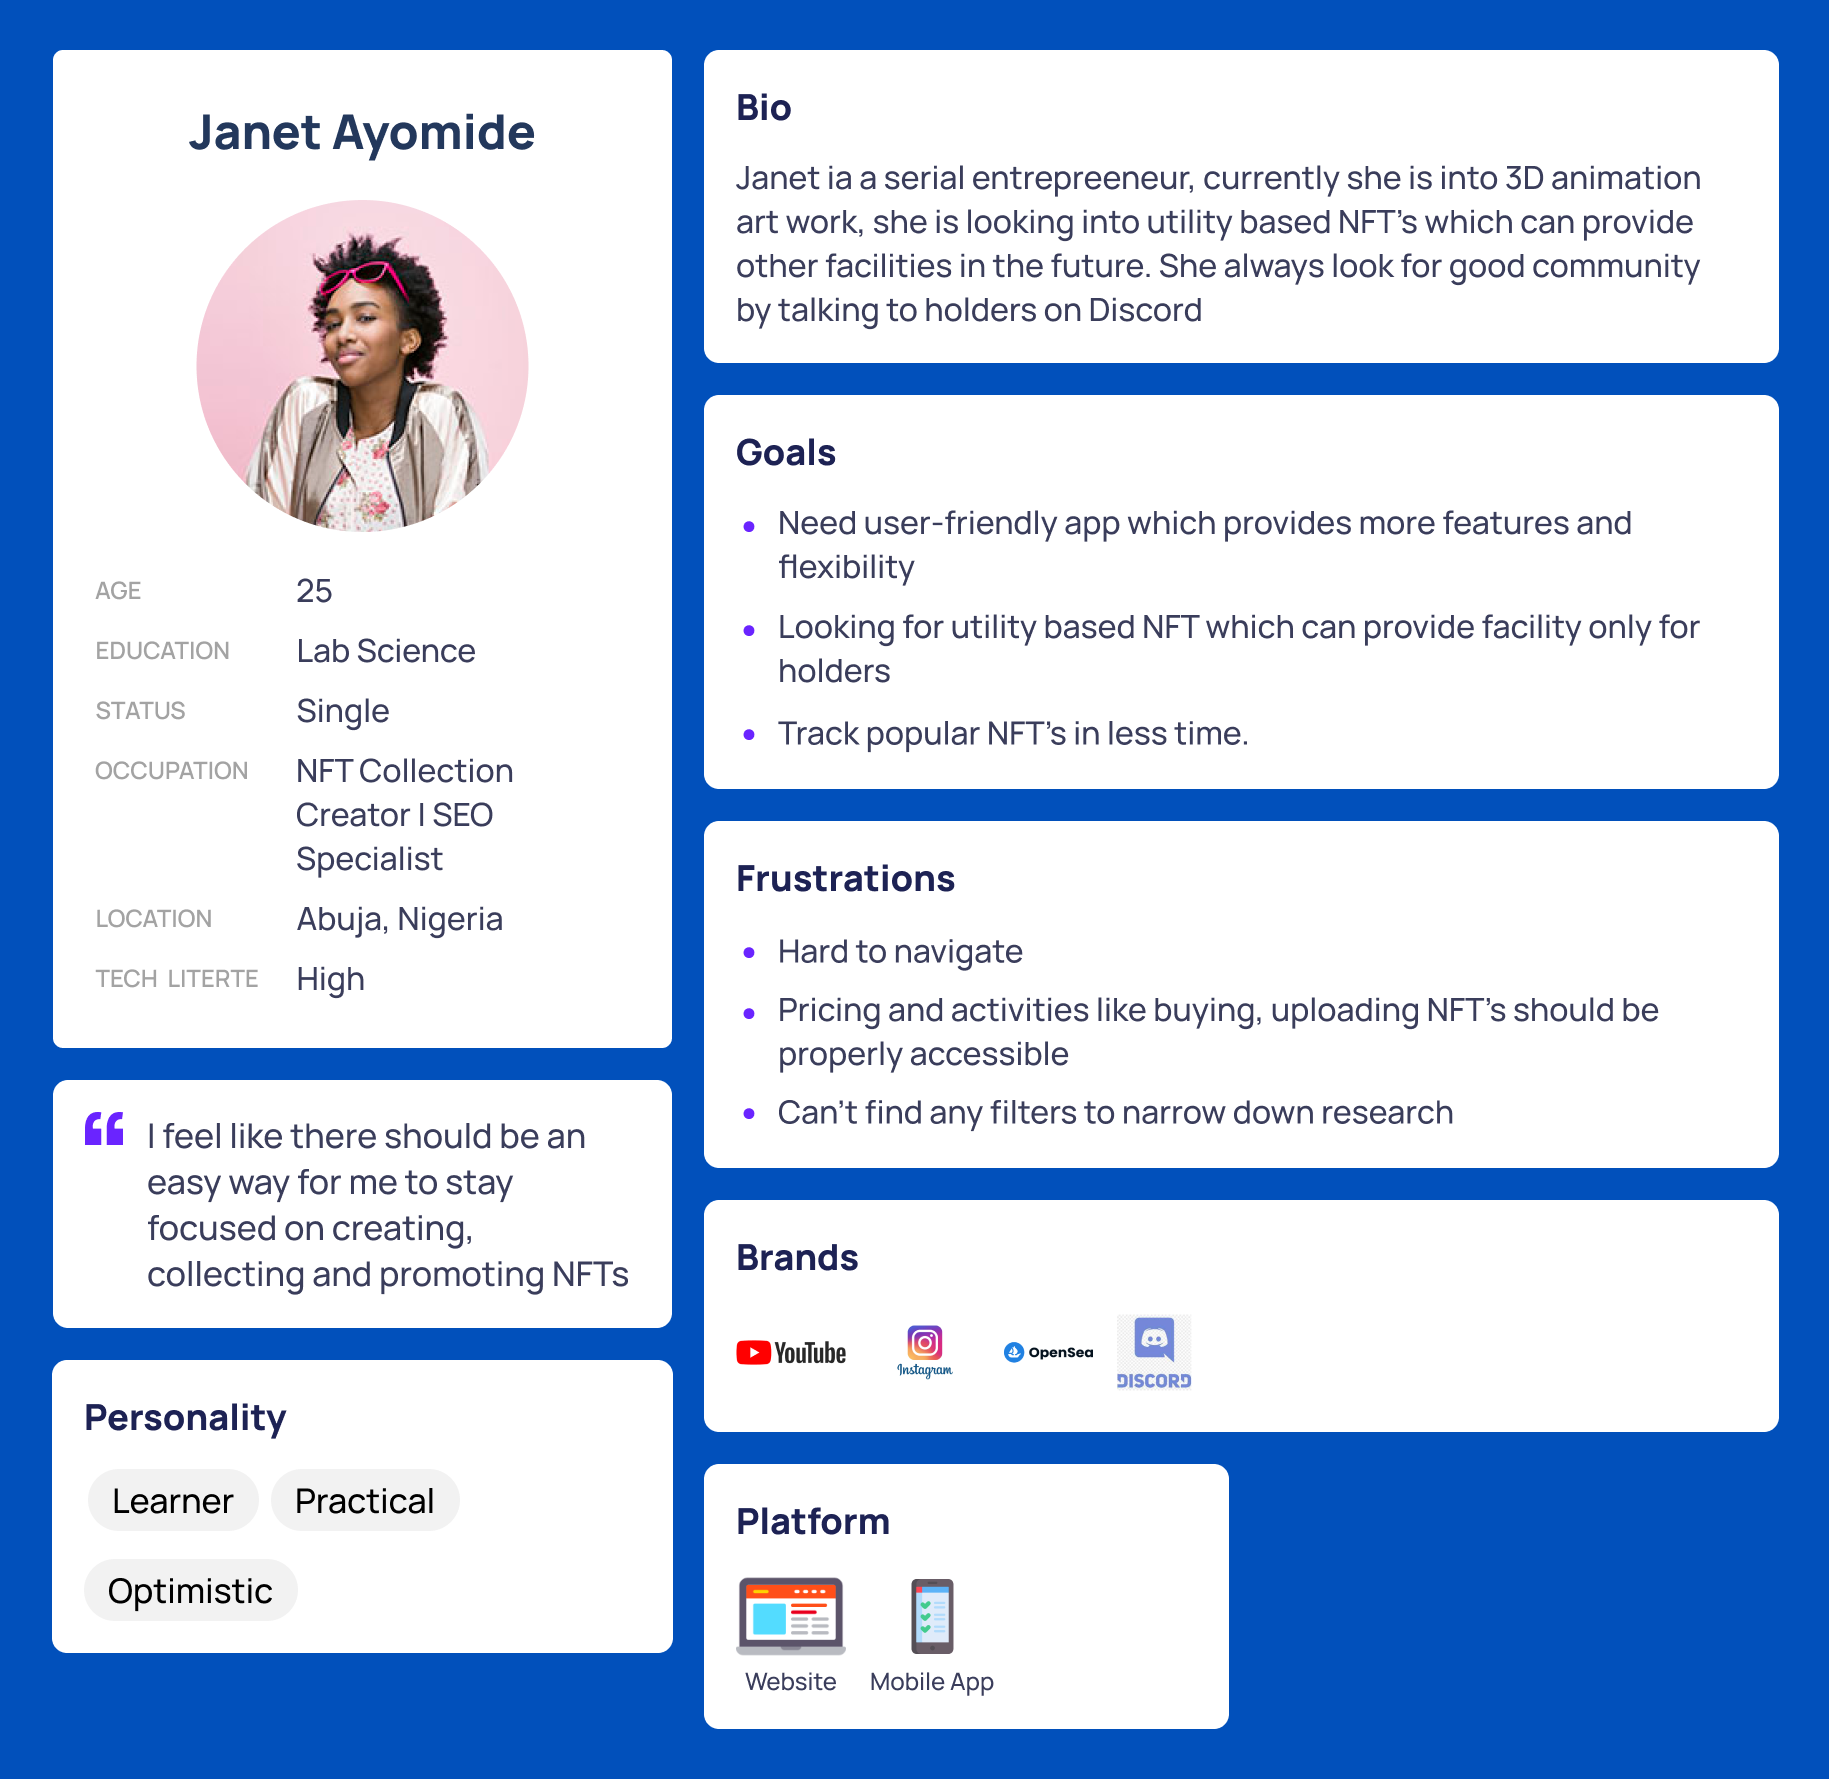 Janet Ayomide
AGE 25
EDUCATION Lab Science
STATUS Single
OCCUPATION NFT Collection
Creator | SEO
Specialist
LOCATION Abuja, Nigeria
TECH LITERTE High
“ I feel like there should be an
easy way for me to stay
focused on creating,
collecting and promoting NFTs
Personality
Learner Practical
Optimistic
Bio
Janet ia a serial entrepreeneur, currently she is into 3D animation
art work, she is looking into utility based NFT’s which can provide
other facilities in the future. She always look for good community
by talking to holders on Discord
Goals
• Need user-friendly app which provides more features and
flexibility
• Looking for utility based NFT which can provide facility only for
holders
• Track popular NFT’s in less time.
Frustrations
• Hard to navigate
• Pricing and activities like buying, uploading NFT’s should be
properly accessible
• Can’t find any filters to narrow down research
Brands
YouTube Instagram OpenSea DISCORD
Platform
Website Mobile App